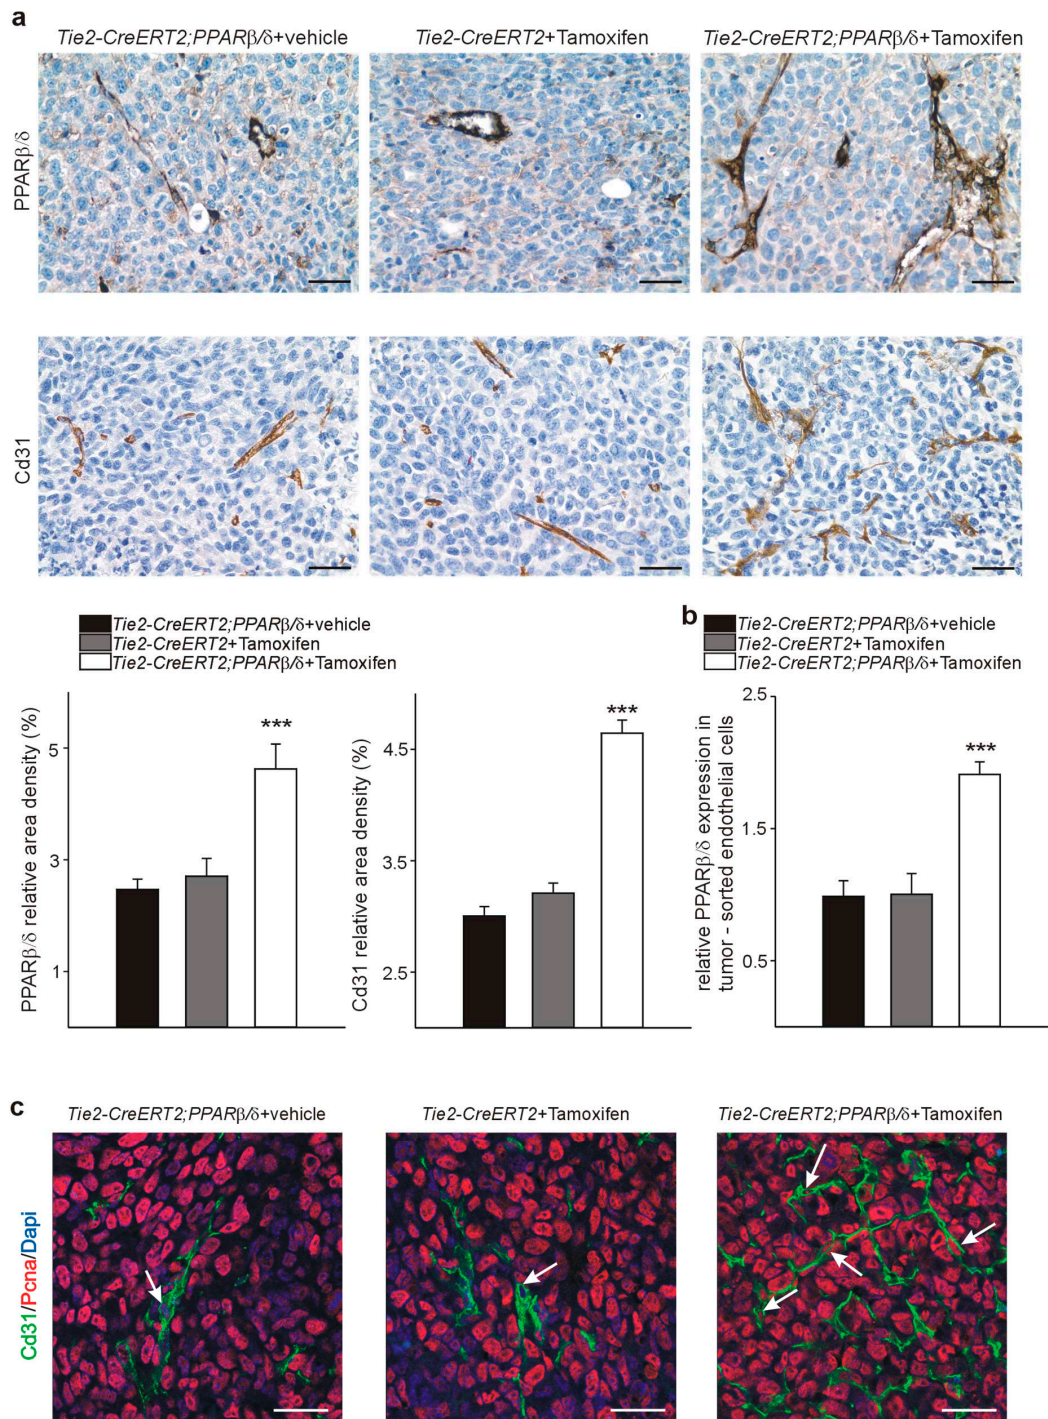 a
Tie2-CreERT2;PPARβ/δ+vehicle
Tie2-CreERT2+Tamoxifen
Tie2-CreERT2;PPARβ/δ+Tamoxifen
PPARβ/δ
Cd31
Tie2-CreERT2;PPARβ/δ+vehicle
Tie2-CreERT2+Tamoxifen
Tie2-CreERT2;PPARβ/δ+Tamoxifen
PPARβ/δ relative area density (%)
5
3
1
***
Cd31 relative area density (%)
4.5
3.5
2.5
***
b
Tie2-CreERT2;PPARβ/δ+vehicle
Tie2-CreERT2+Tamoxifen
Tie2-CreERT2;PPARβ/δ+Tamoxifen
relative PPARβ/δ expression in
tumor - sorted endothelial cells
2.5
1.5
0.5
***
c
Tie2-CreERT2;PPARβ/δ+vehicle
Tie2-CreERT2+Tamoxifen
Tie2-CreERT2;PPARβ/δ+Tamoxifen
Cd31/Pcna/Dapi